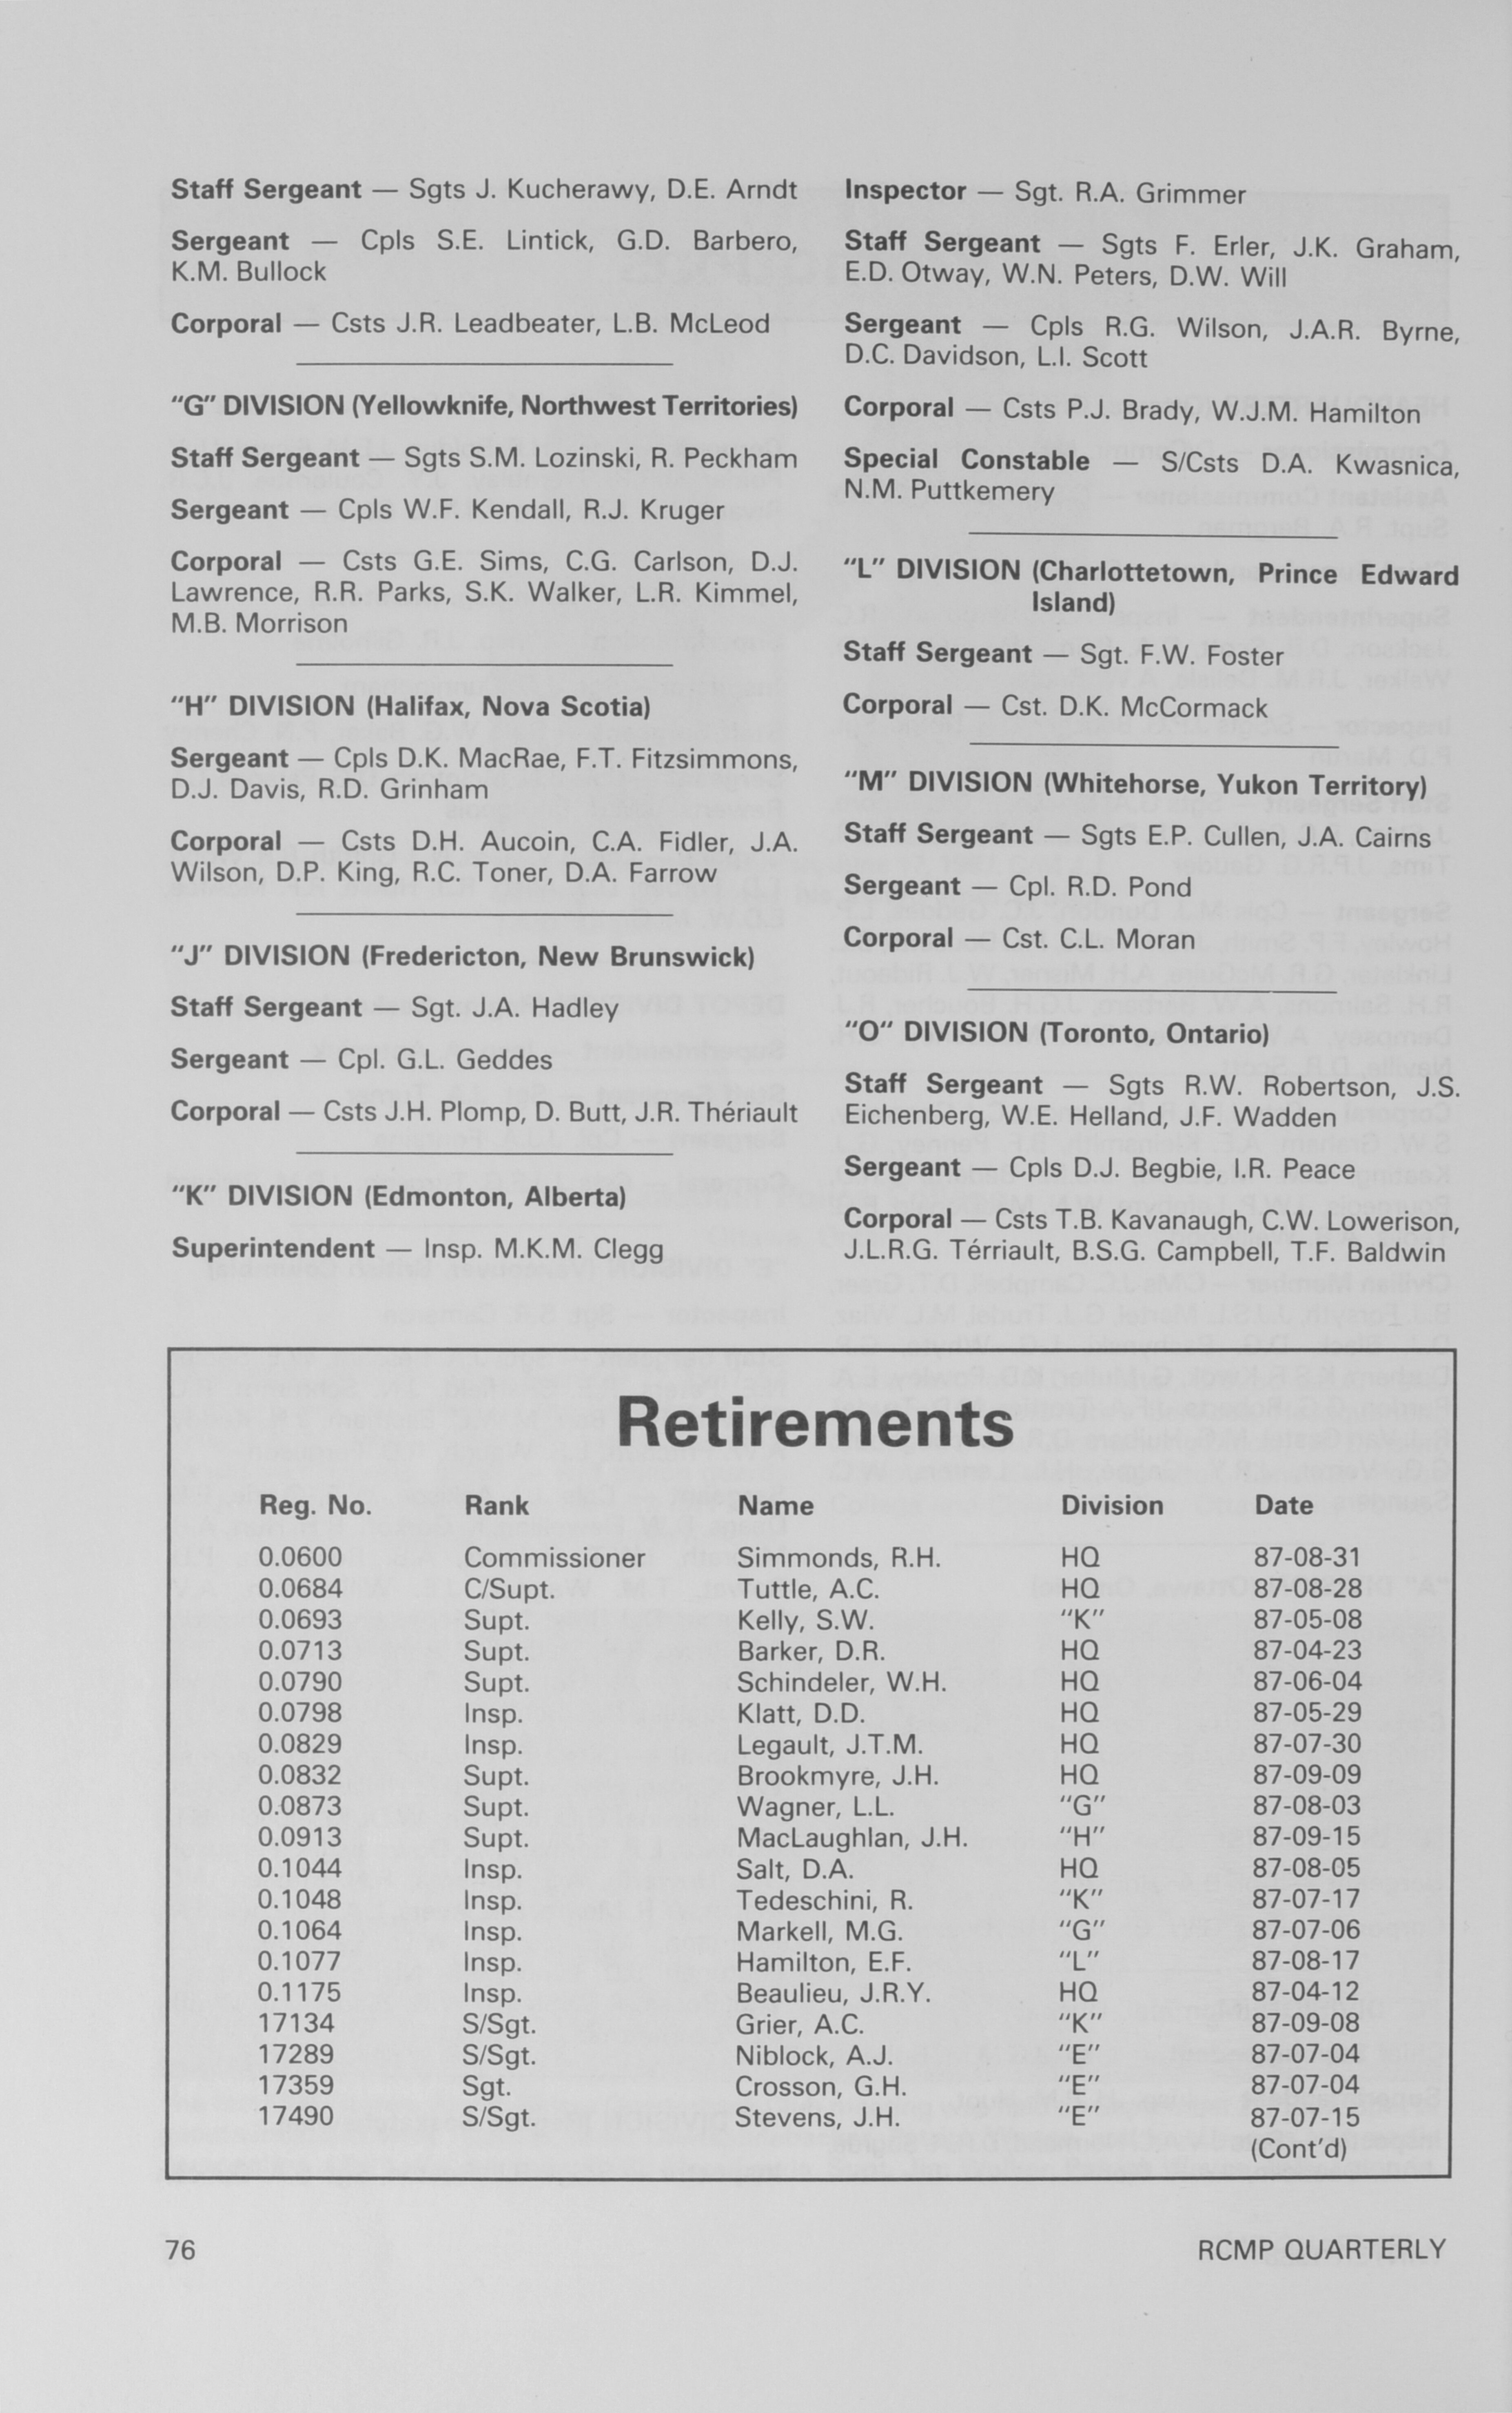 Staff Sergeant — Sgts J. Kucherawy, D.E. Arndt
Sergeant — Cpls S.E. Lintick, G.D. Barbero,
K.M. Bullock
Corporal — Csts J.R. Leadbeater, L.B. McLeod
"G" DIVISION (Yellowknife, Northwest Territories)
Staff Sergeant — Sgts S.M. Lozinski, R. Peckham
Sergeant — Cpls W.F. Kendall, R.J. Kruger
Corporal — Csts G.E. Sims, C.G. Carlson, D.J.
Lawrence, R.R. Parks, S.K. Walker, L.R. Kimmel,
M.B. Morrison
"H" DIVISION (Halifax, Nova Scotia)
Sergeant — Cpls D.K. MacRae, F.T. Fitzsimmons,
D.J. Davis, R.D. Grinham
Corporal — Csts D.H. Aucoin, C.A. Fidler, J.A.
Wilson, D.P. King, R.C. Toner, D.A. Farrow
"J" DIVISION (Fredericton, New Brunswick)
Staff Sergeant — Sgt. J.A. Hadley
Sergeant — Cpl. G.L. Geddes
Corporal — Csts J.H. Plomp, D. Butt, J.R. Thériault
"K" DIVISION (Edmonton, Alberta)
Superintendent — Insp. M.K.M. Clegg
Inspector — Sgt. R.A. Grimmer
Staff Sergeant — Sgts F. Erler, J.K. Graham,
E.D. Otway, W.N. Peters, D.W. Will
Sergeant — Cpls R.G. Wilson, J.A.R. Byrne,
D.C. Davidson, L.I. Scott
Corporal — Csts P.J. Brady, W.J.M. Hamilton
Special Constable — S/Csts D.A. Kwasnica,
N.M. Puttkemery
"L" DIVISION (Charlottetown, Prince Edward
Island)
Staff Sergeant — Sgt. F.W. Foster
Corporal — Cst. D.K. McCormack
"M" DIVISION (Whitehorse, Yukon Territory)
Staff Sergeant — Sgts E.P. Cullen, J.A. Cairns
Sergeant — Cpl. R.D. Pond
Corporal — Cst. C.L. Moran
"O" DIVISION (Toronto, Ontario)
Staff Sergeant — Sgts R.W. Robertson, J.S.
Eichenberg, W.E. Helland, J.F. Wadden
Sergeant — Cpls D.J. Begbie, I.R. Peace
Corporal — Csts T.B. Kavanaugh, C.W. Lowerison,
J.L.R.G. Térriault, B.S.G. Campbell, T.F. Baldwin
Retirements
Reg. No. Rank Name Division Date
0.0600 Commissioner Simmonds, R.H. HQ 87-08-31
0.0684 C/Supt. Tuttle, A.C. HQ 87-08-28
0.0693 Supt. Kelly, S.W. "K" 87-05-08
0.0713 Supt. Barker, D.R. HQ 87-04-23
0.0790 Supt. Schindeler, W.H. HQ 87-06-04
0.0798 Insp. Klatt, D.D. HQ 87-05-29
0.0829 Insp. Legault, J.T.M. HQ 87-07-30
0.0832 Supt. Brookmyre, J.H. HQ 87-09-09
0.0873 Supt. Wagner, L.L. "G" 87-08-03
0.0913 Supt. MacLaughlan, J.H. "H" 87-09-15
0.1044 Insp. Salt, D.A. HQ 87-08-05
0.1048 Insp. Tedeschini, R. "K" 87-07-17
0.1064 Insp. Markell, M.G. "G" 87-07-06
0.1077 Insp. Hamilton, E.F. "L" 87-08-17
0.1175 Insp. Beaulieu, J.R.Y. HQ 87-04-12
17134 S/Sgt. Grier, A.C. "K" 87-09-08
17289 S/Sgt. Niblock, A.J. "E" 87-07-04
17359 Sgt. Crosson, G.H. "E" 87-07-04
17490 S/Sgt. Stevens, J.H. "E" 87-07-15
(Cont'd)
76
RCMP QUARTERLY